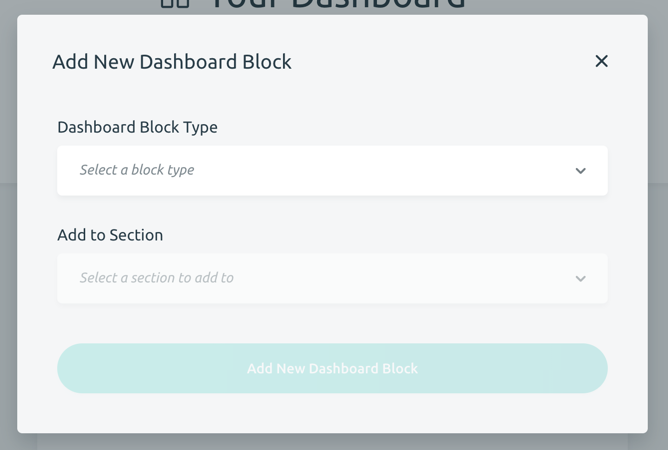 Your Dashboard
Add New Dashboard Block
Dashboard Block Type
Select a block type
Add to Section
Select a section to add to
Add New Dashboard Block